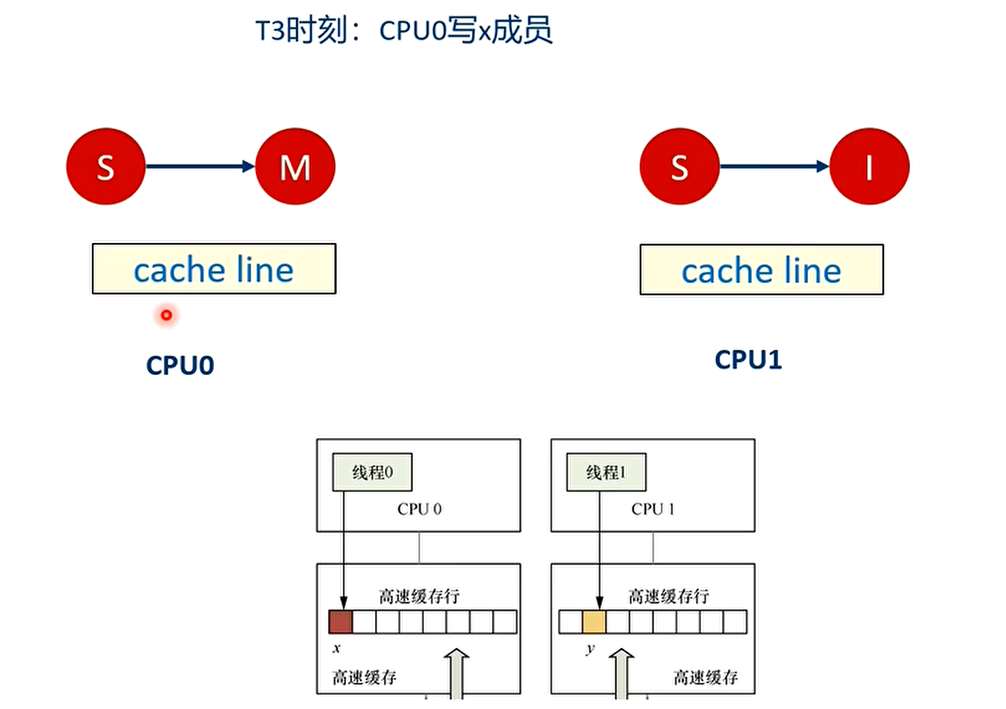 T3时刻：CPU0写x成员
S
M
S
I
cache line
cache line
CPU0
CPU1
线程0
CPU 0
线程1
CPU 1
高速缓存行
x
高速缓存
高速缓存行
y
高速缓存